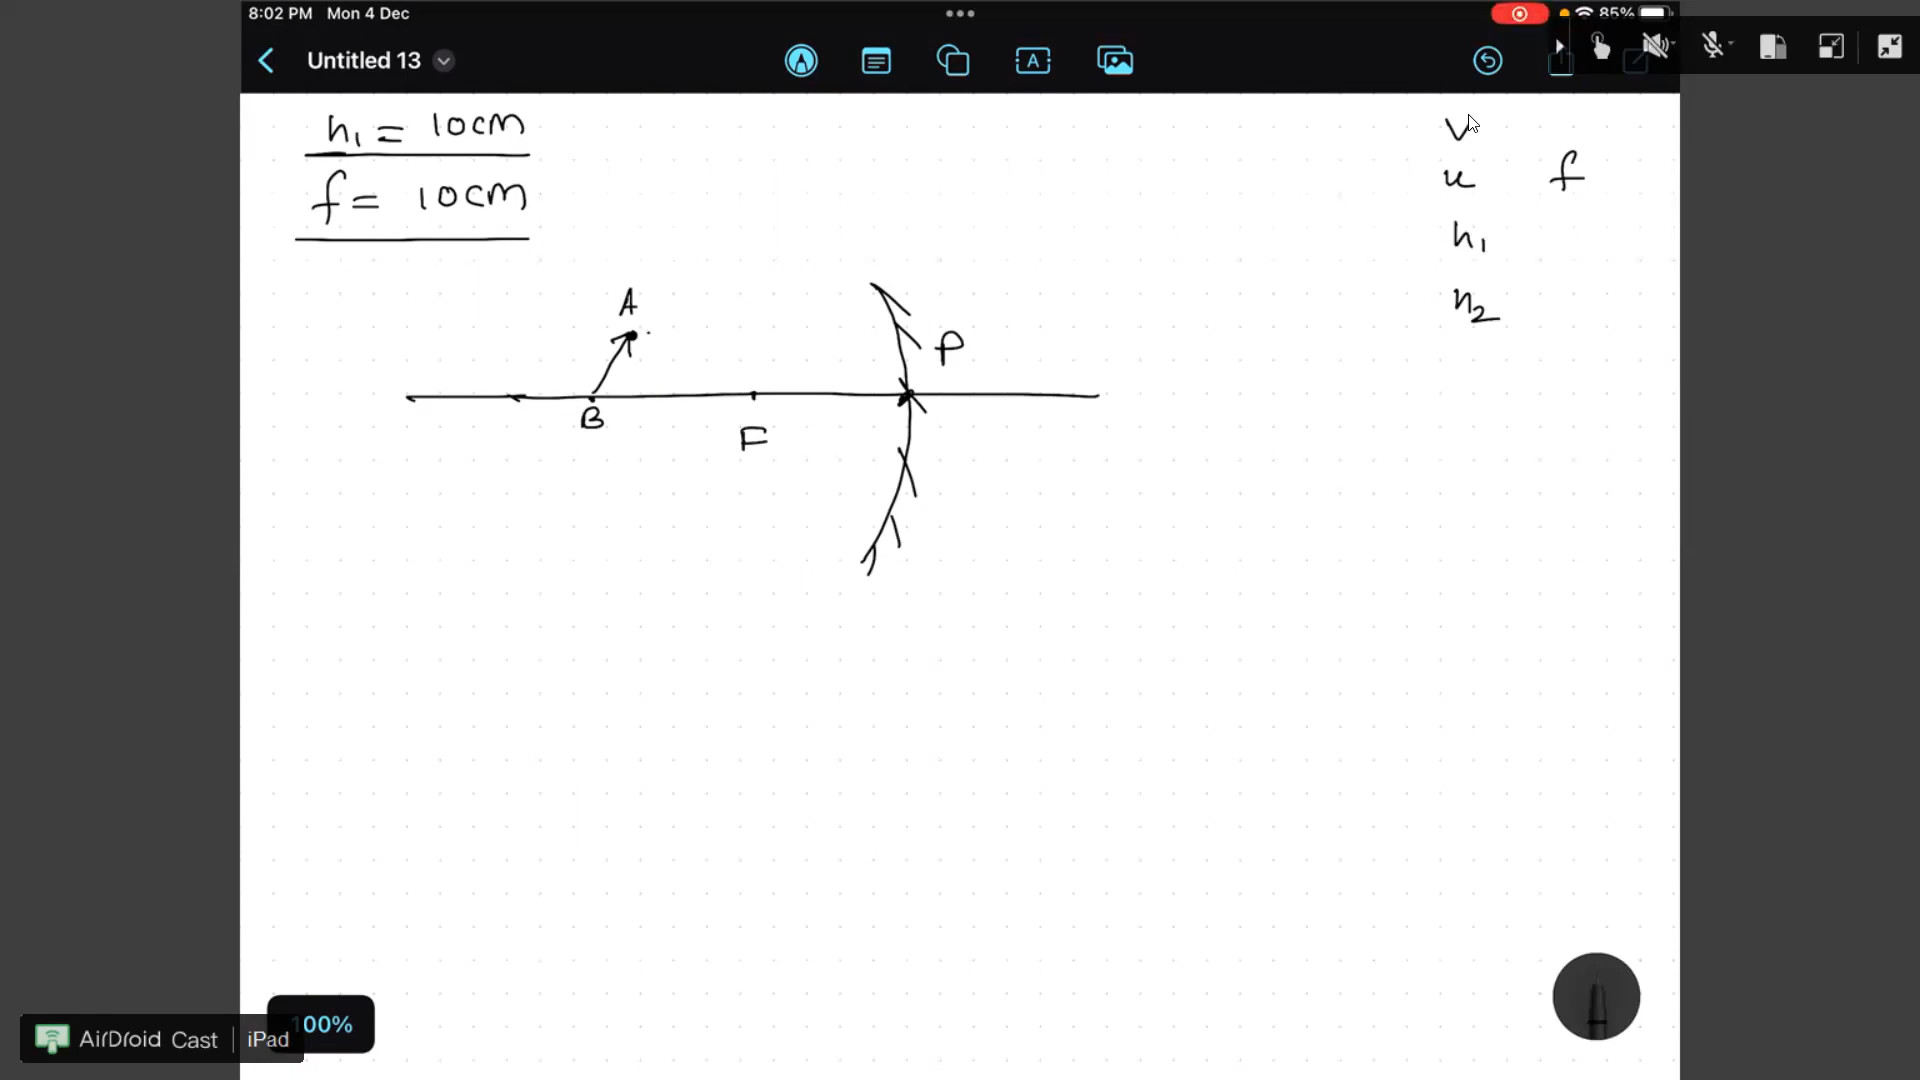 8:02 PM Mon 4 Dec
85%
Untitled 13
A
h1 = 10cm
f = 10cm
v
u f
h1
h2
A
P
B
F
100%
AirDroid Cast | iPad